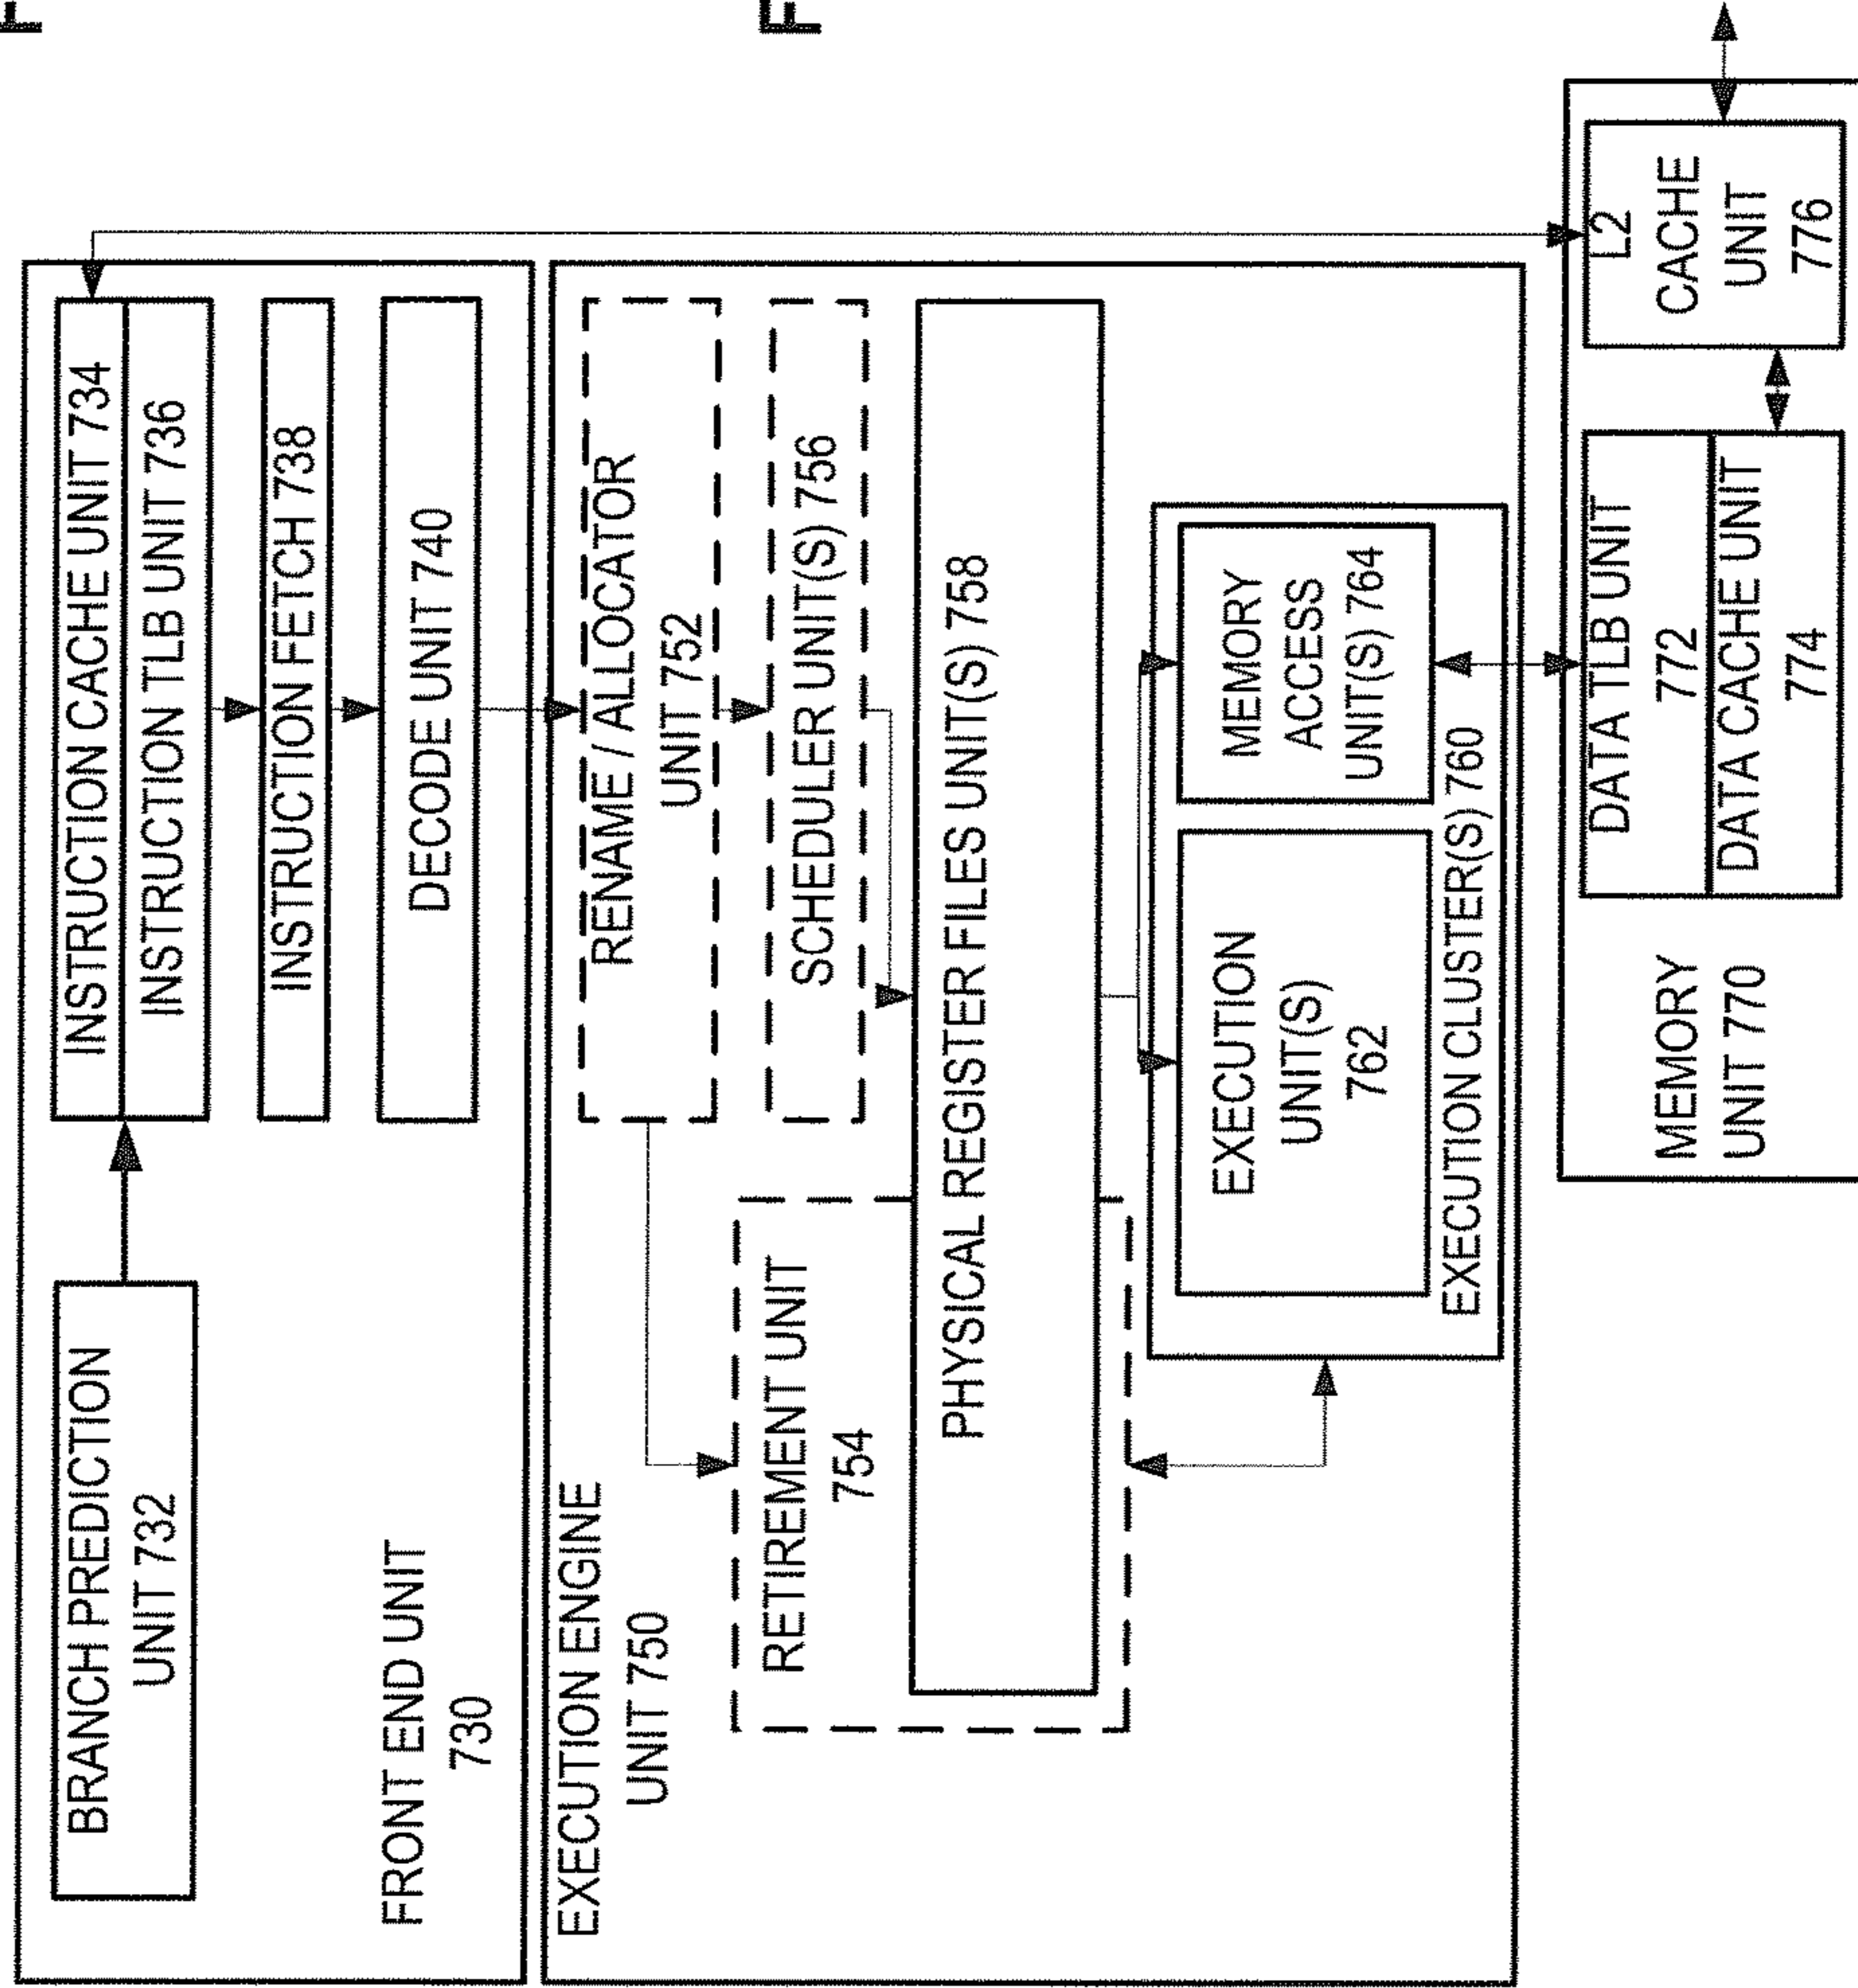 F
BRANCH PREDICTION
UNIT 732
INSTRUCTION CACHE UNIT 734
INSTRUCTION TLB UNIT 736
INSTRUCTION FETCH 738
DECODE UNIT 740
FRONT END UNIT
730
EXECUTION ENGINE
UNIT 750
RENAME / ALLOCATOR
UNIT 752
F
RETIREMENT UNIT
754
SCHEDULER UNIT(S) 756
PHYSICAL REGISTER FILES UNIT(S) 758
EXECUTION
UNIT(S)
762
MEMORY
ACCESS
UNIT(S) 764
EXECUTION CLUSTER(S) 760
MEMORY
UNIT 770
DATA TLB UNIT
772
DATA CACHE UNIT
774
L2
CACHE
UNIT
776